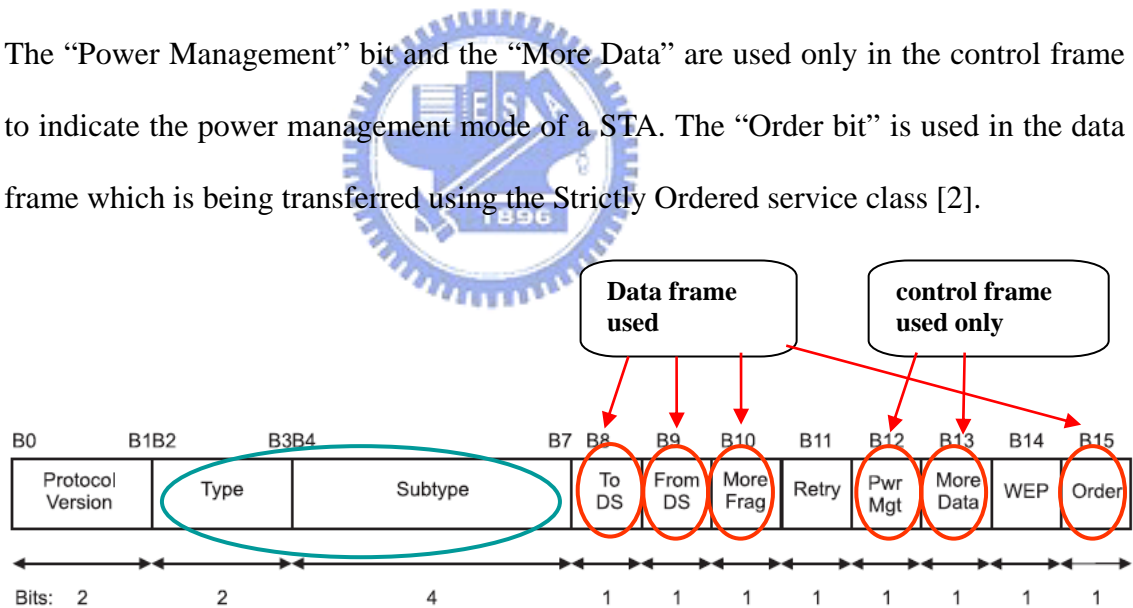 The “Power Management” bit and the “More Data” are used only in the control frame
to indicate the power management mode of a STA. The “Order bit” is used in the data
frame which is being transferred using the Strictly Ordered service class [2].
E S A
1896
Data frame used
control frame used only
B0 B1B2 B3B4 B7 B8 B9 B10 B11 B12 B13 B14 B15
Protocol Version Type Subtype To DS From DS More Frag Retry Pwr Mgt More Data WEP Order
Bits: 2 2 4 1 1 1 1 1 1 1 1